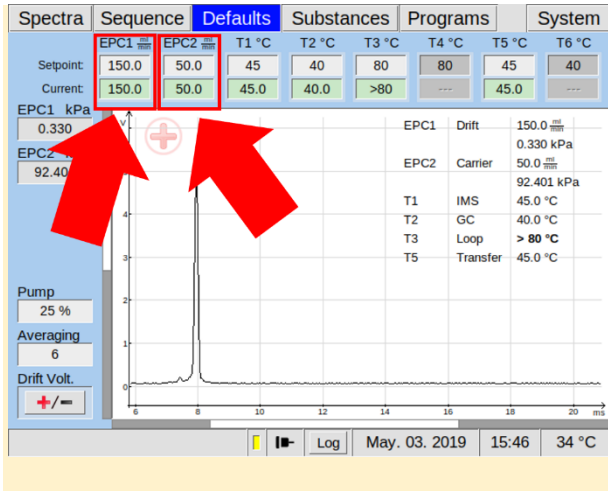 Spectra Sequence Defaults Substances Programs System
EPC1 ml/min EPC2 ml/min T1 °C T2 °C T3 °C T4 °C T5 °C T6 °C
Setpoint: 150.0 50.0 45 40 80 80 45 40
Current: 150.0 50.0 45.0 40.0 >80 --- 45.0 ---
EPC1 kPa
0.330
EPC2
92.40
Pump
25 %
Averaging
6
Drift Volt.
+/-
V
4
3
2
1
0
6 8 10 12 14 16 18 20 ms
EPC1 Drift 150.0 ml/min
0.330 kPa
EPC2 Carrier 50.0 ml/min
92.401 kPa
T1 IMS 45.0 °C
T2 GC 40.0 °C
T3 Loop > 80 °C
T5 Transfer 45.0 °C
Log May. 03. 2019 15:46 34 °C